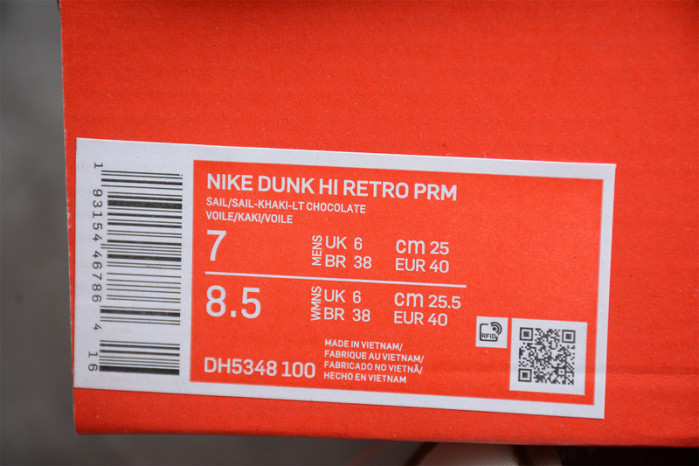 NIKE DUNK HI RETRO PRM
SAIL/SAIL-KHAKI-LT CHOCOLATE
VOILE/KAKI/VOILE
7 MENS UK 6 cm 25
BR 38 EUR 40
8.5 WMNS UK 6 cm 25.5
BR 38 EUR 40
DH5348 100
MADE IN VIETNAM/
FABRIQUE AU VIETNAM/
FABRICADO NO VIETNÃ/
HECHO EN VIETNAM
RFID
1 93154 46786 4 16